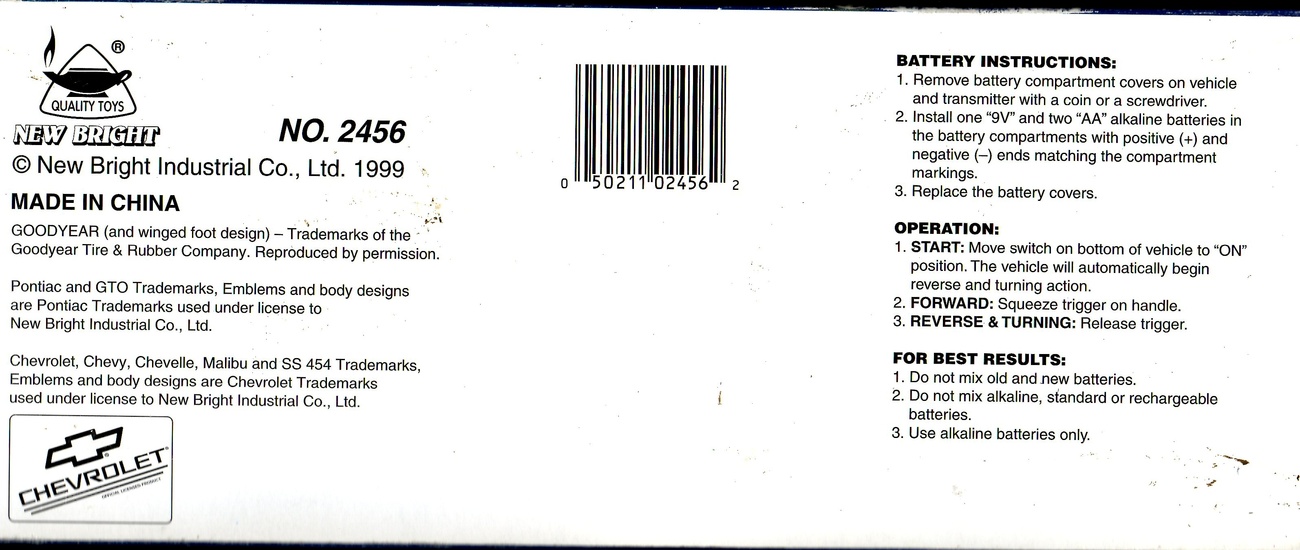 ®
QUALITY TOYS
NEW BRIGHT
NO. 2456
© New Bright Industrial Co., Ltd. 1999
MADE IN CHINA
GOODYEAR (and winged foot design) – Trademarks of the
Goodyear Tire & Rubber Company. Reproduced by permission.
Pontiac and GTO Trademarks, Emblems and body designs
are Pontiac Trademarks used under license to
New Bright Industrial Co., Ltd.
Chevrolet, Chevy, Chevelle, Malibu and SS 454 Trademarks,
Emblems and body designs are Chevrolet Trademarks
used under license to New Bright Industrial Co., Ltd.
CHEVROLET
OFFICIAL LICENSED PRODUCT
0 50211 02456 2
BATTERY INSTRUCTIONS:
1. Remove battery compartment covers on vehicle
and transmitter with a coin or a screwdriver.
2. Install one “9V” and two “AA” alkaline batteries in
the battery compartments with positive (+) and
negative (–) ends matching the compartment
markings.
3. Replace the battery covers.
OPERATION:
1. START: Move switch on bottom of vehicle to “ON”
position. The vehicle will automatically begin
reverse and turning action.
2. FORWARD: Squeeze trigger on handle.
3. REVERSE & TURNING: Release trigger.
FOR BEST RESULTS:
1. Do not mix old and new batteries.
2. Do not mix alkaline, standard or rechargeable
batteries.
3. Use alkaline batteries only.